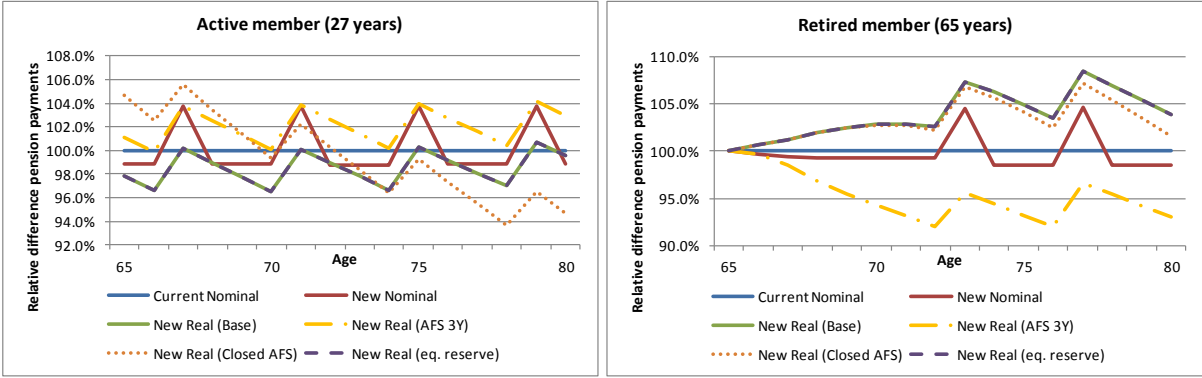 Active member (27 years)
Relative difference pension payments
108.0%
106.0%
104.0%
102.0%
100.0%
98.0%
96.0%
94.0%
92.0%
65
70
75
80
Age
Current Nominal
New Nominal
New Real (Base)
New Real (AFS 3Y)
New Real (Closed AFS)
New Real (eq. reserve)
Retired member (65 years)
Relative difference pension payments
110.0%
105.0%
100.0%
95.0%
90.0%
65
70
75
80
Age
Current Nominal
New Nominal
New Real (Base)
New Real (AFS 3Y)
New Real (Closed AFS)
New Real (eq. reserve)